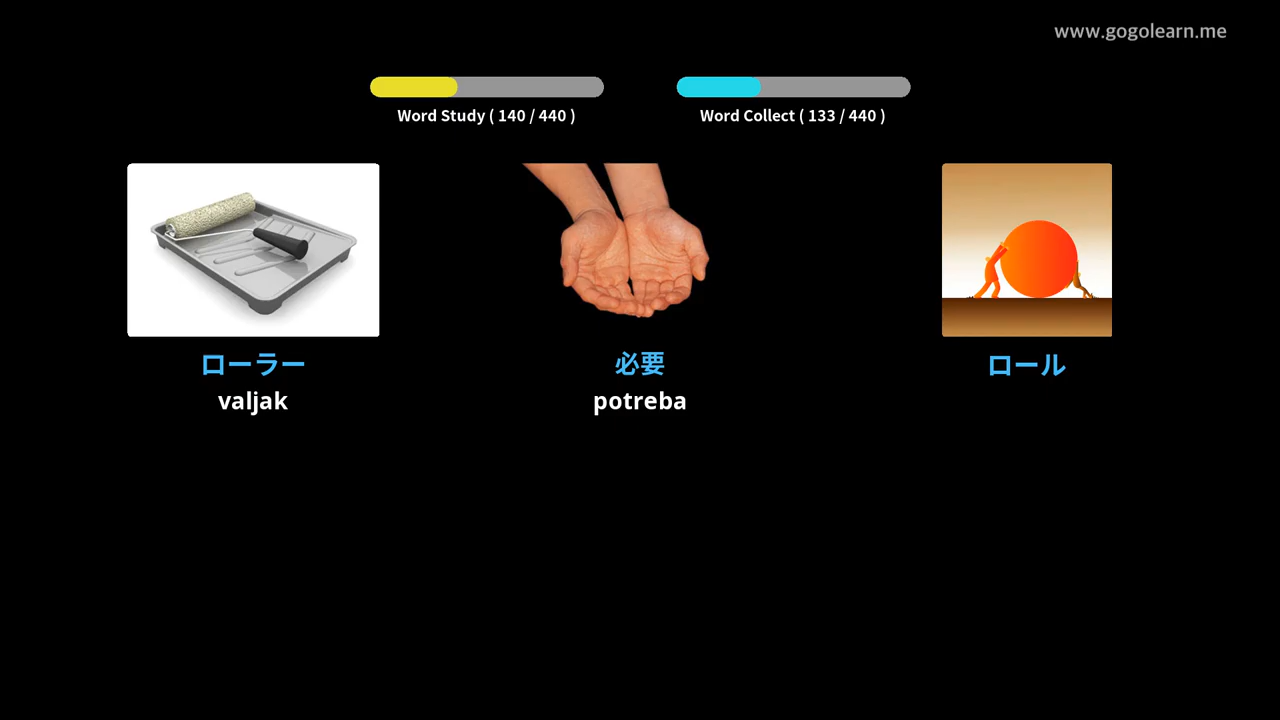 www.gogolearn.me
Word Study ( 140 / 440 )
Word Collect ( 133 / 440 )
ローラー
valjak
必要
potreba
ロール